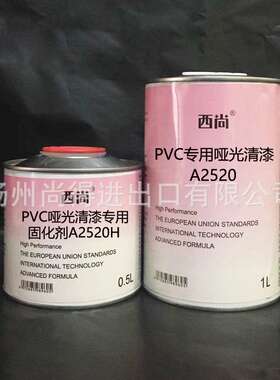 西尚®
PVC哑光清漆专用
固化剂A2520H
High Performance
THE EUROPEAN UNION STANDARDS
INTERNATIONAL TECHNOLOGY
ADVANCED FORMULA
0.5L
西尚®
PVC专用哑光清漆
A2520
High Performance
THE EUROPEAN UNION STANDARDS
INTERNATIONAL TECHNOLOGY
ADVANCED FORMULA
1L
扬州尚得进出口有限公司